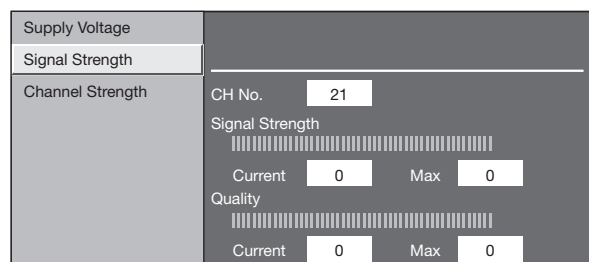 Supply Voltage
Signal Strength
Channel Strength
CH No. 21
Signal Strength
Current 0 Max 0
Quality
Current 0 Max 0